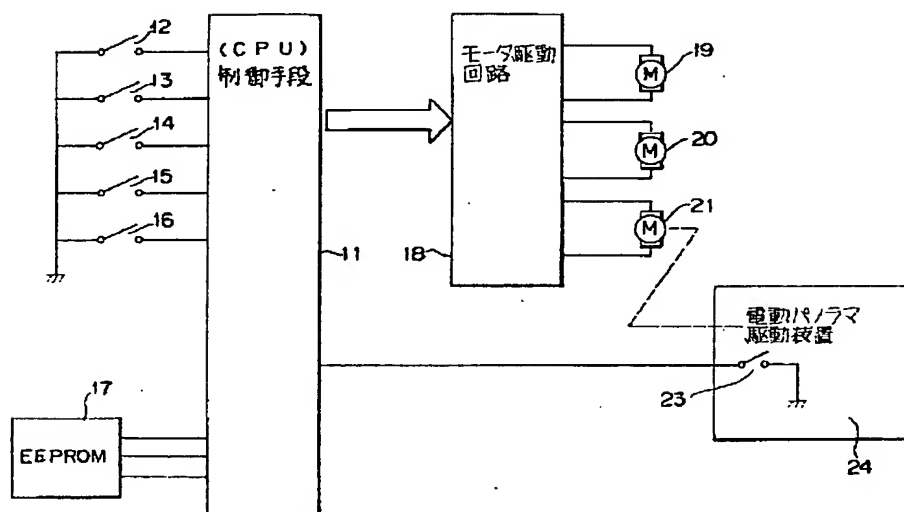 12
13
14
15
16
(CPU)
制御手段
11
モータ駆動
回路
18
M
19
M
20
M
21
電動パノラマ
駆動装置
23
24
17
EEPROM